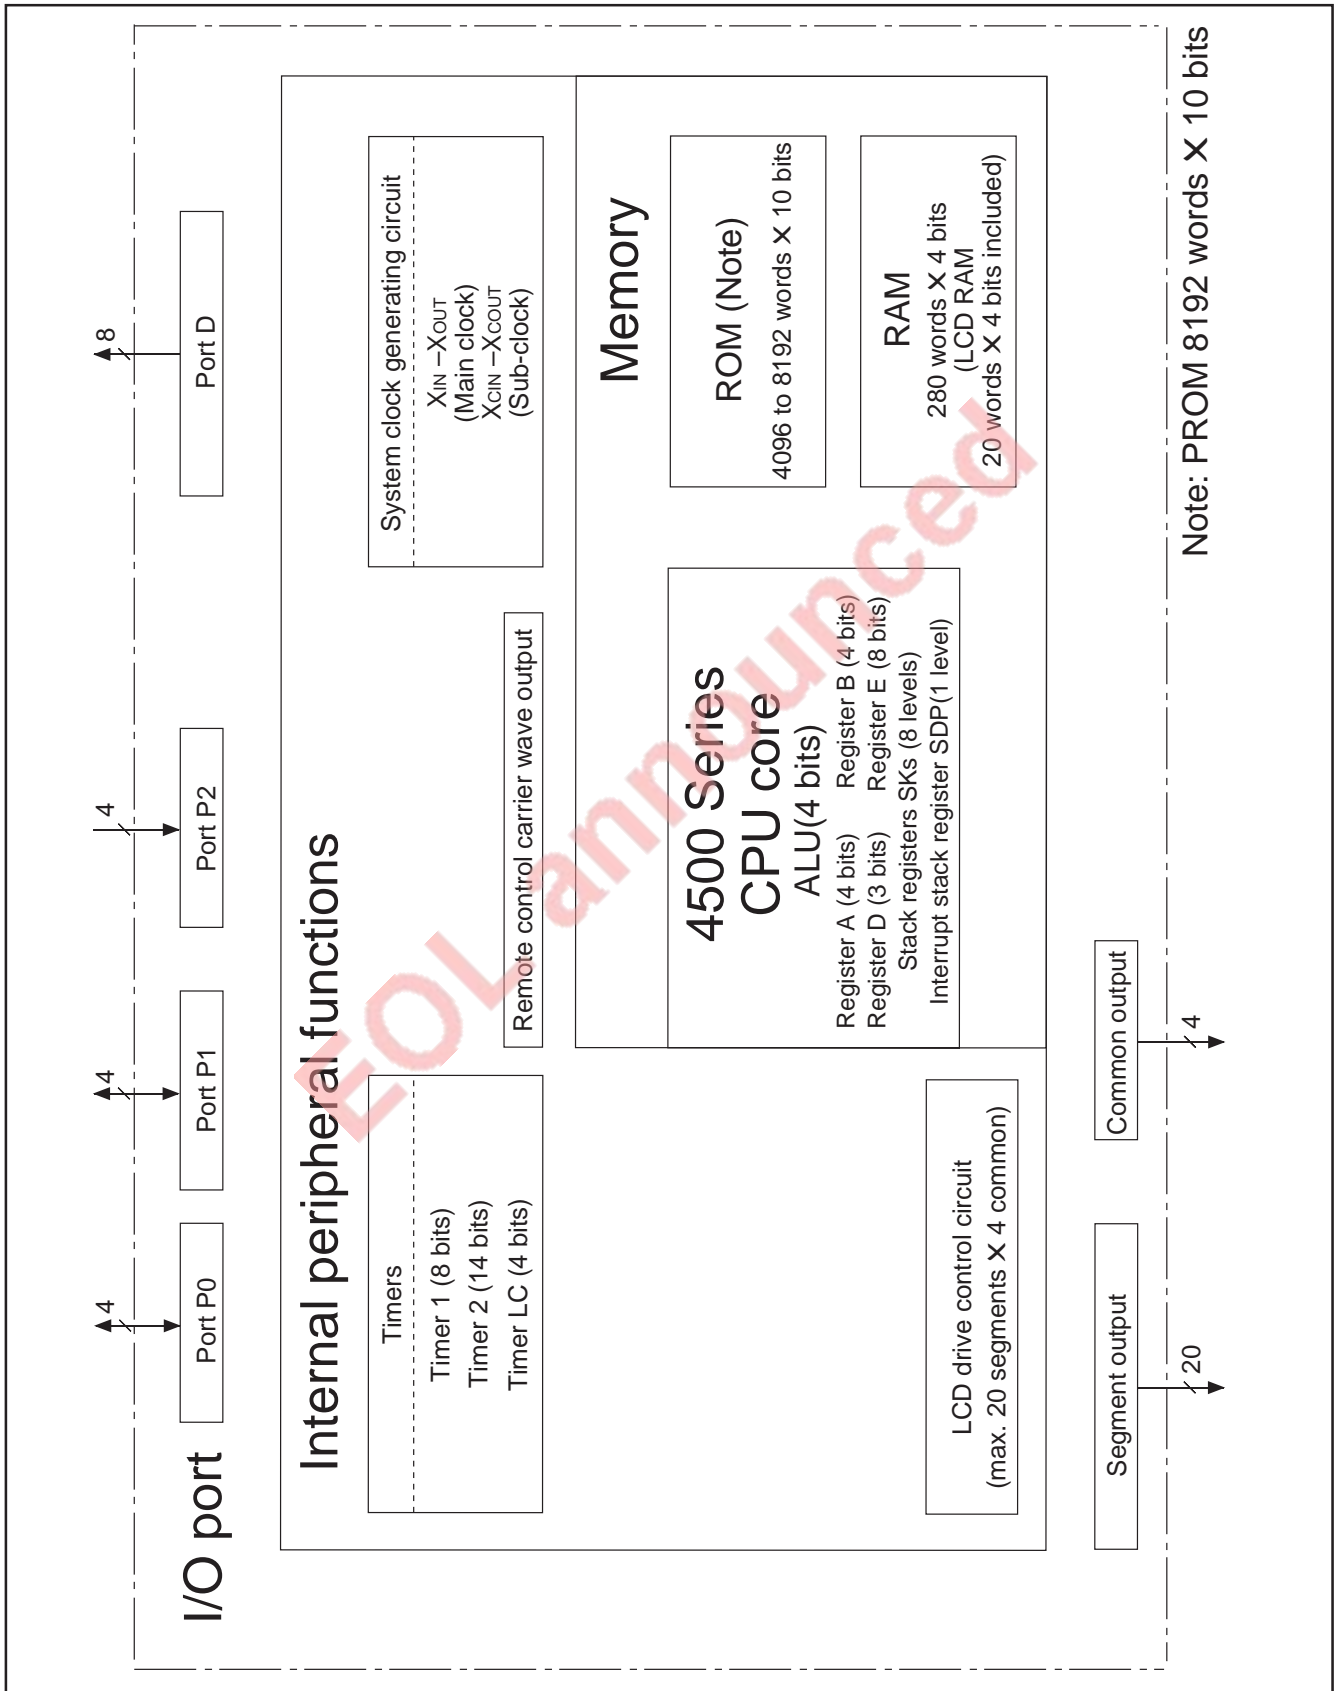 I/O port
4
Port P0
4
Port P1
4
Port P2
8
Port D
Internal peripheral functions
Timers
Timer 1 (8 bits)
Timer 2 (14 bits)
Timer LC (4 bits)
Remote control carrier wave output
System clock generating circuit
XIN –XOUT
(Main clock)
XCIN –XCOUT
(Sub-clock)
LCD drive control circuit
(max. 20 segments X 4 common)
4500 Series
CPU core
ALU(4 bits)
Register A (4 bits) Register B (4 bits)
Register D (3 bits) Register E (8 bits)
Stack registers SKs (8 levels)
Interrupt stack register SDP(1 level)
Memory
ROM (Note)
4096 to 8192 words X 10 bits
RAM
280 words X 4 bits
(LCD RAM
20 words X 4 bits included)
Segment output
20
Common output
4
Note: PROM 8192 words X 10 bits
EOL announced